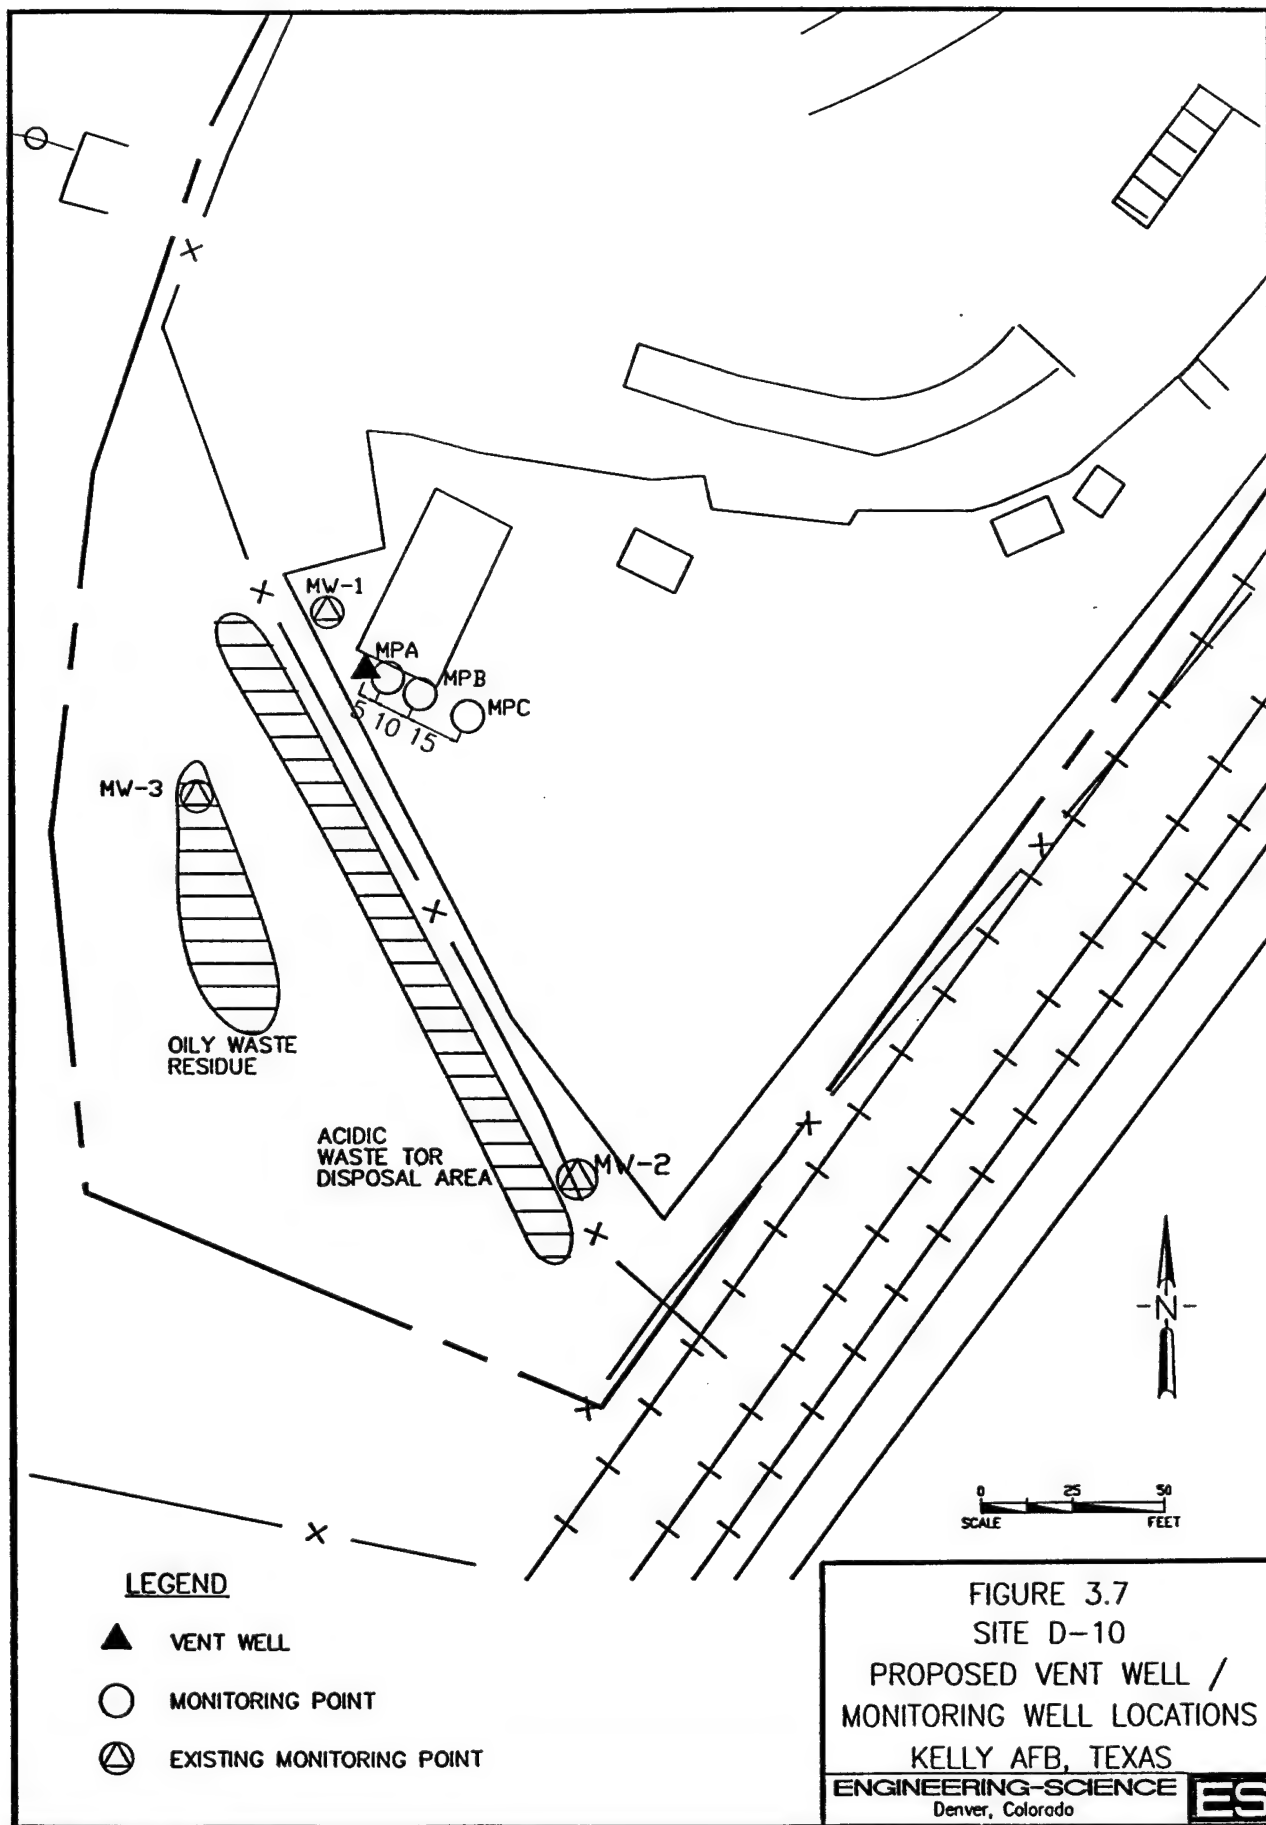 MW-1
MPA
MPB
MPC
5 10 15
MW-3
OILY WASTE
RESIDUE
ACIDIC
WASTE TOR
DISPOSAL AREA
MW-2
-N-
0 25 50
SCALE FEET
LEGEND
VENT WELL
MONITORING POINT
EXISTING MONITORING POINT
FIGURE 3.7
SITE D-10
PROPOSED VENT WELL /
MONITORING WELL LOCATIONS
KELLY AFB, TEXAS
ENGINEERING-SCIENCE
Denver, Colorado
ES